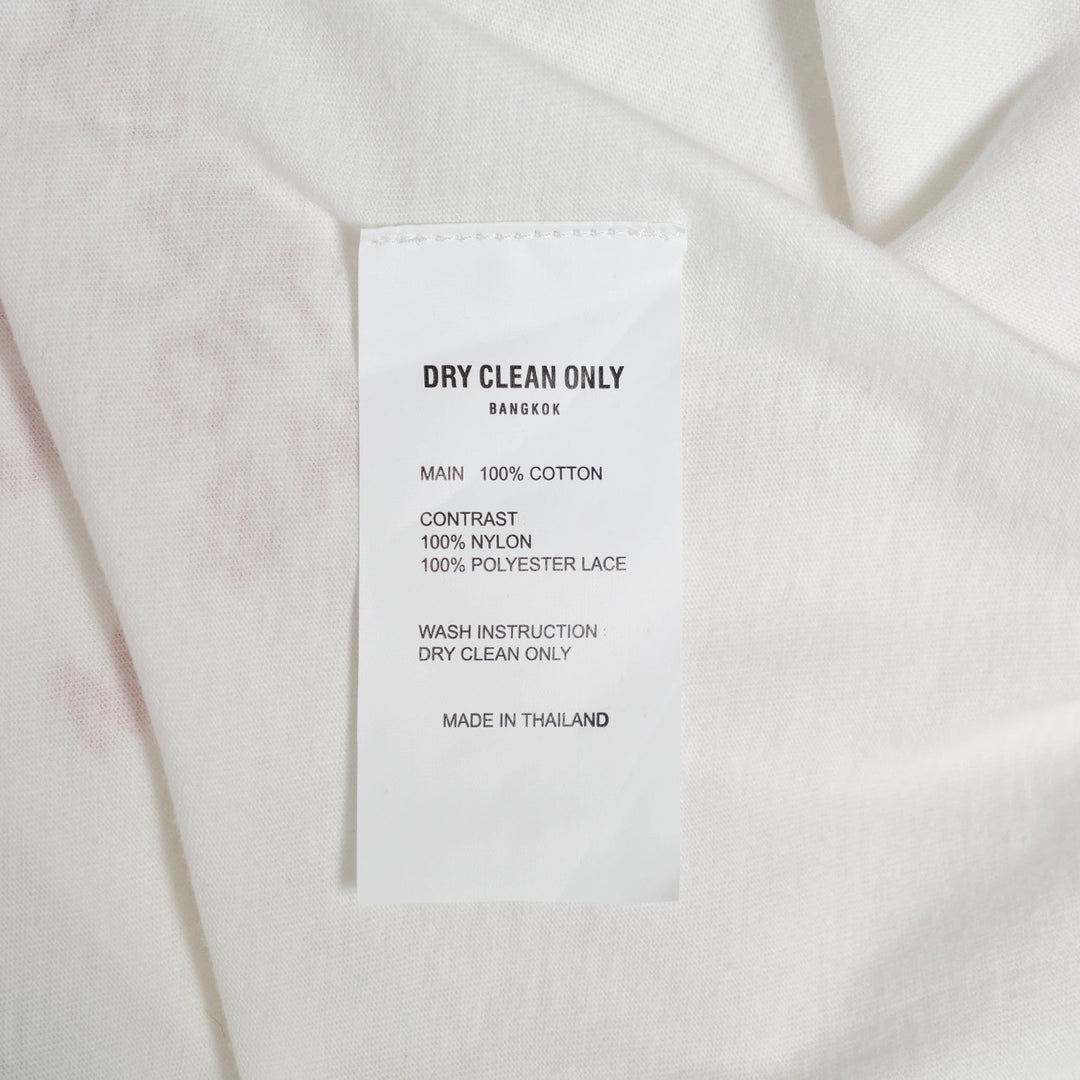 DRY CLEAN ONLY
BANGKOK
MAIN 100% COTTON
CONTRAST
100% NYLON
100% POLYESTER LACE
WASH INSTRUCTION :
DRY CLEAN ONLY
MADE IN THAILAND